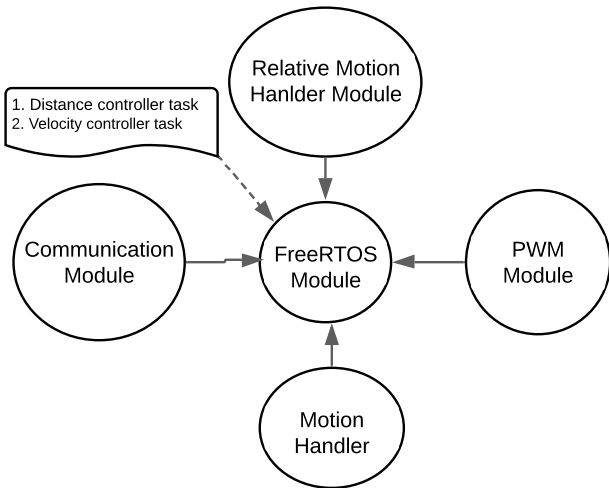 Relative Motion
Hanlder Module
1. Distance controller task
2. Velocity controller task
Communication
Module
FreeRTOS
Module
PWM
Module
Motion
Handler